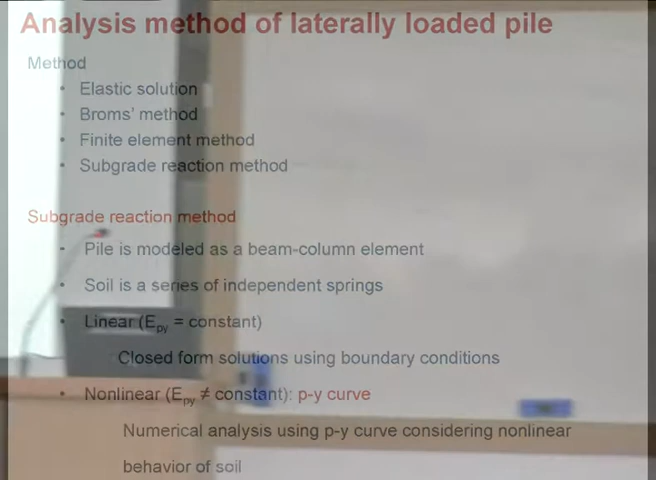 Analysis method of laterally loaded pile
Method
• Elastic solution
• Broms' method
• Finite element method
• Subgrade reaction method
Subgrade reaction method
• Pile is modeled as a beam-column element
• Soil is a series of independent springs
• Linear (Epy = constant)
Closed form solutions using boundary conditions
• Nonlinear (Epy ≠ constant): p-y curve
Numerical analysis using p-y curve considering nonlinear
behavior of soil